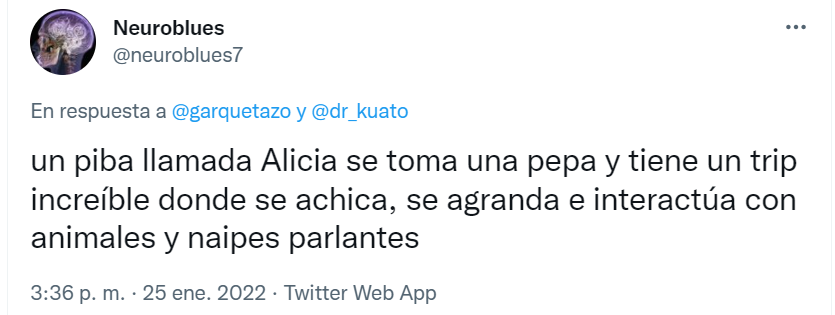 Neuroblues
@neuroblues7
En respuesta a @garquetazo y @dr_kuato
un piba llamada Alicia se toma una pepa y tiene un trip
increíble donde se achica, se agranda e interactúa con
animales y naipes parlantes
3:36 p. m. · 25 ene. 2022 · Twitter Web App